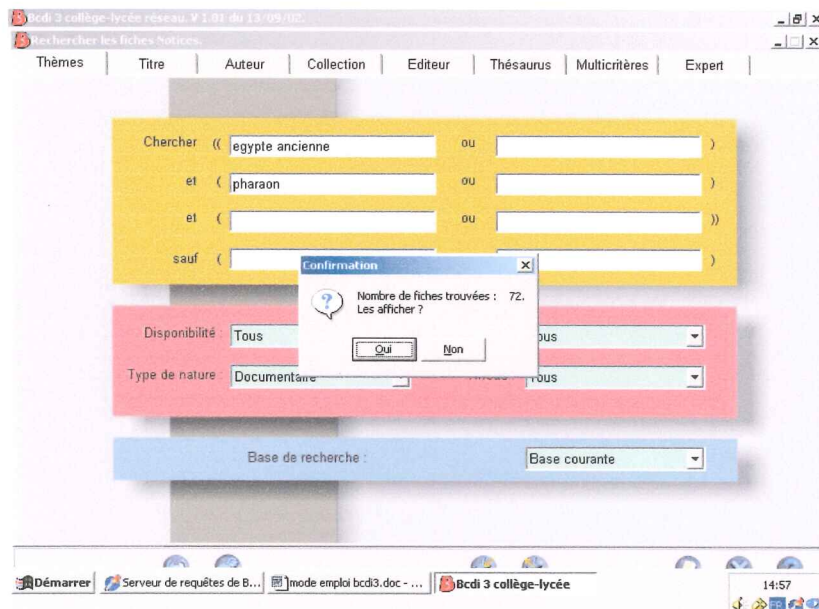 Bcdi 3 collège-lycée réseau. V 1.81 du 13/09/02.
Rechercher les fiches Notices.
Thèmes Titre Auteur Collection Editeur Thésaurus Multicritères Expert
Chercher (( egypte ancienne ou )
et ( pharaon ou )
et ( ou ))
sauf ( )
Confirmation
Nombre de fiches trouvées : 72.
Les afficher ?
Oui Non
Disponibilité : Tous
Type de nature : Documentaire Tous
Base de recherche : Base courante
Démarrer Serveur de requêtes de B... mode emploi bcdi3.doc - ... Bcdi 3 collège-lycée 14:57
FR